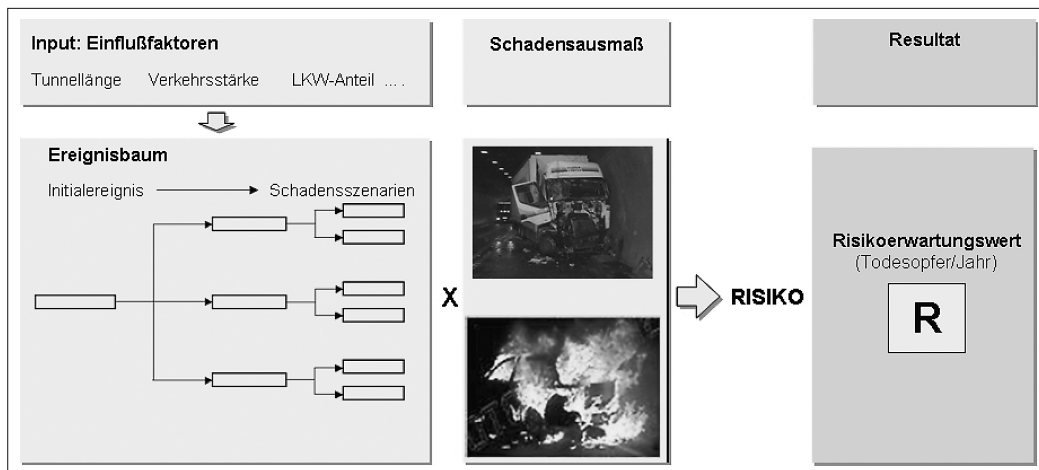 Input: Einflußfaktoren
Tunnellänge Verkehrsstärke LKW-Anteil ... .
Schadensausmaß
Resultat
Ereignisbaum
Initialereignis Schadensszenarien
X
RISIKO
Risikoerwartungswert
(Todesopfer/Jahr)
R